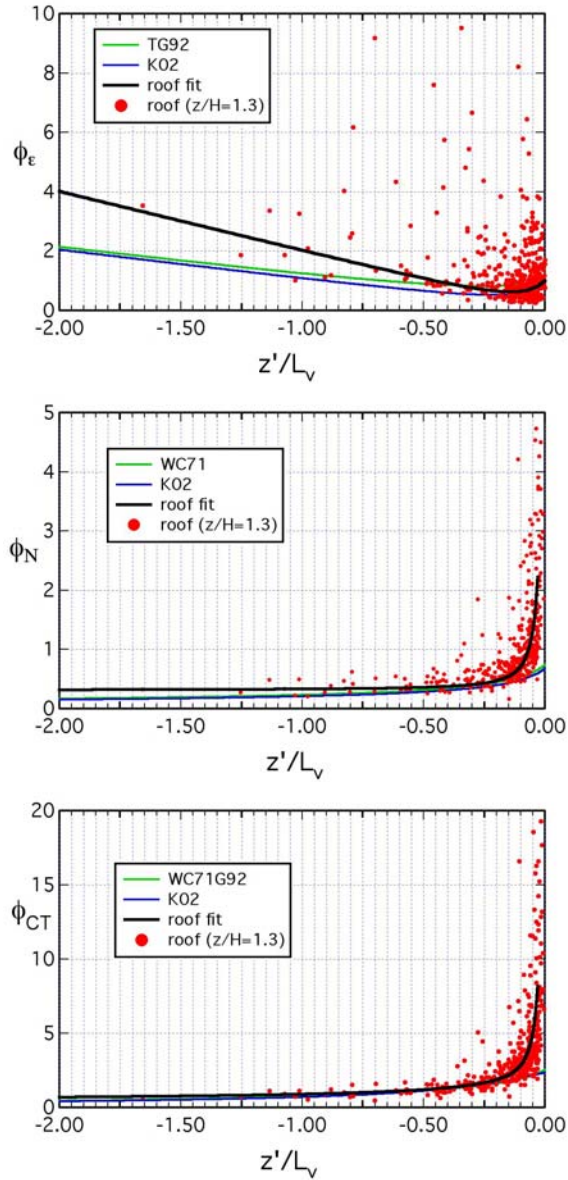 10
TG92
K02
8
roof fit
roof (z/H=1.3)
6
ϕε
4
2
0
-2.00 -1.50 -1.00 -0.50 0.00
z'/Lv
5
WC71
4
K02
roof fit
3
roof (z/H=1.3)
ϕN
2
1
0
-2.00 -1.50 -1.00 -0.50 0.00
z'/Lv
20
WC71G92
15
K02
roof fit
ϕCT
roof (z/H=1.3)
10
5
0
-2.00 -1.50 -1.00 -0.50 0.00
z'/Lv